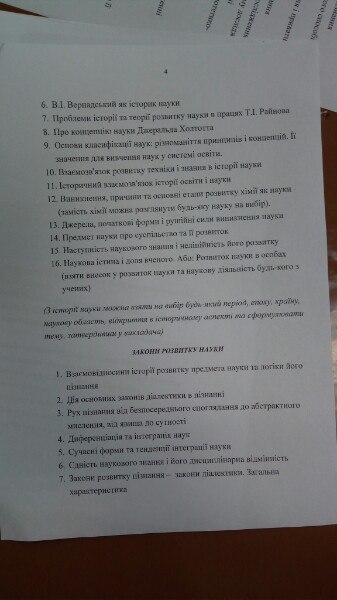 4
6. В.І. Вернадський як історик науки
7. Проблеми історії та теорії розвитку науки в працях Т.І. Райнова
8. Про концепцію науки Джеральда Холтогга
9. Основи класифікації наук: різноманіття принципів і концепцій. Її
значення для вивчення наук у системі освіти.
10. Взаємозв'язок розвитку техніки і знання в історії науки
11. Історичний взаємозв'язок історії освіти і науки
12. Виникнення, причини та основні етапи розвитку хімії як науки
(замість хімії можна розглянути будь-яку науку на вибір).
13. Джерела, початкові форми і рушійні сили виникнення науки
14. Предмет науки про суспільство та її розвиток
15. Наступність наукового знання і нелінійність його розвитку
16. Наукова істина і доля вченого. Або: Розвиток науки в особах
(взяти внесок у розвиток науки та наукову діяльність будь-кого з
учених)
(З історії науки можна взяти на вибір будь-який період, епоху, країну,
наукову область, відкриття в історичному аспекті та сформулювати
тему, затвердивши у викладача)
ЗАКОНИ РОЗВИТКУ НАУКИ
1. Взаємовідносини історії розвитку предмета науки та логіки його
пізнання
2. Дія основних законів діалектики в пізнанні
3. Рух пізнання від безпосереднього споглядання до абстрактного
мислення, від явища до сутності
4. Диференціація та інтеграція наук
5. Сучасні форми та тенденції інтеграції науки
6. Єдність наукового знання і його дисциплінарна відмінність
7. Закони розвитку пізнання – закони діалектики. Загальна
характеристика